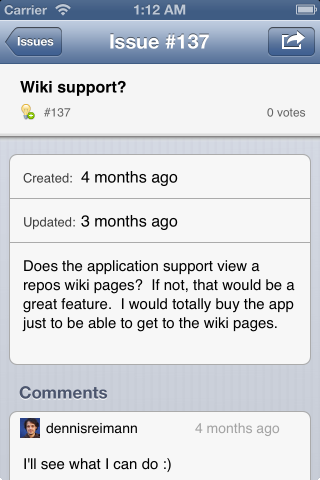 Carrier 1:12 AM
Issues Issue #137
Wiki support?
#137 0 votes
Created: 4 months ago
Updated: 3 months ago
Does the application support view a
repos wiki pages?  If not, that would be a
great feature.  I would totally buy the app
just to be able to get to the wiki pages.
Comments
dennisreimann 4 months ago
I'll see what I can do :)